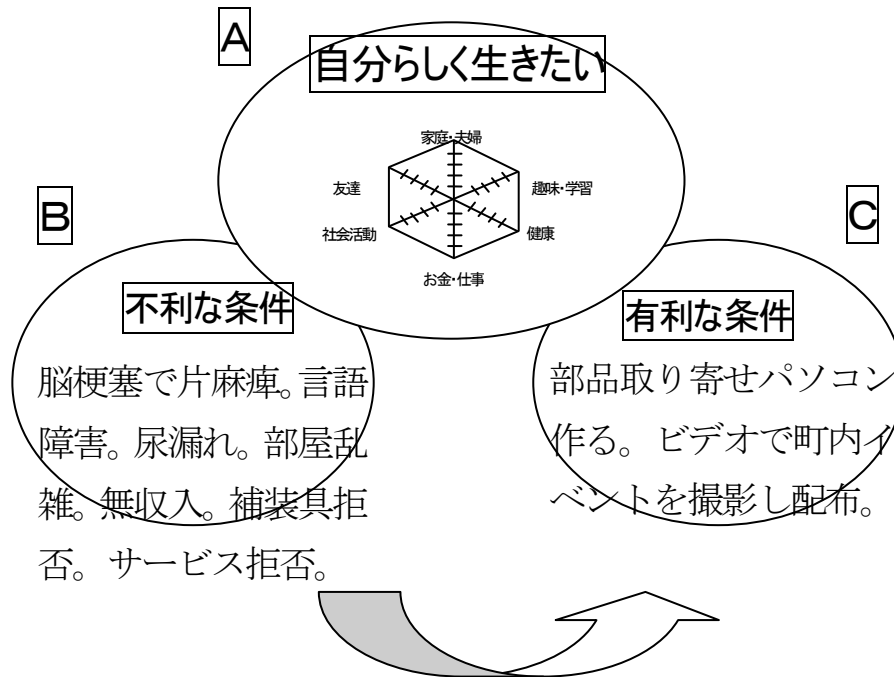 A
自分らしく生きたい
家庭・夫婦
友達
趣味・学習
社会活動
健康
お金・仕事
B
不利な条件
脳梗塞で片麻痺。言語
障害。尿漏れ。部屋乱
雑。無収入。補装具拒
否。サービス拒否。
C
有利な条件
部品取り寄せパソコン
作る。ビデオで町内イ
ベントを撮影し配布。